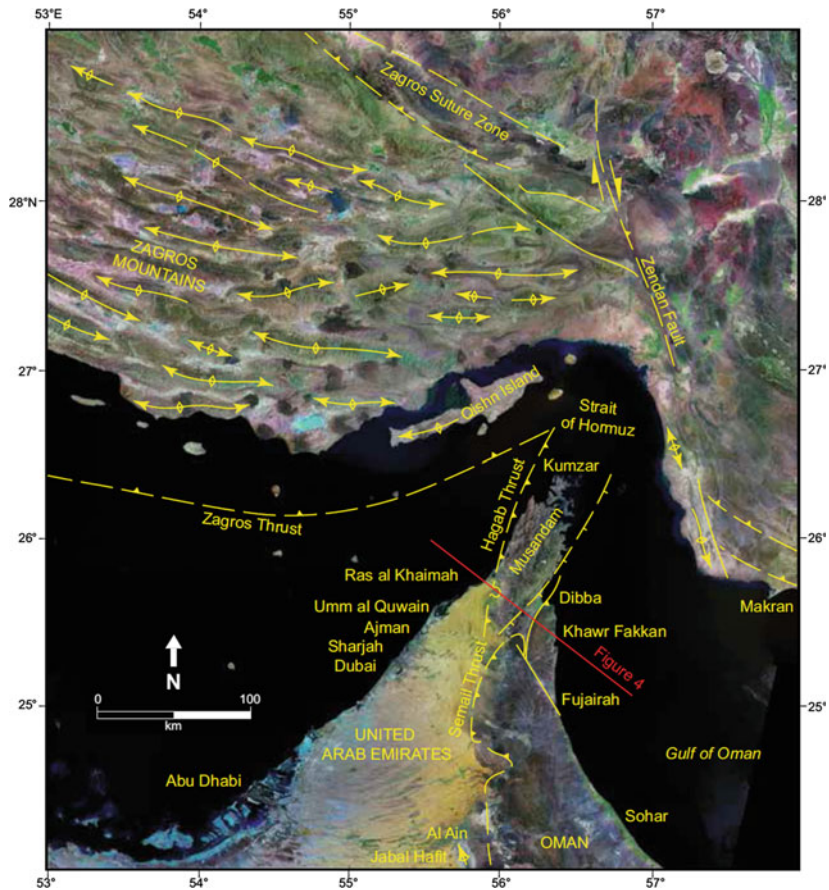 53°E
54°
55°
56°
57°
Zagros Suture Zone
28°N
28°
ZAGROS
MOUNTAINS
Zendan Fault
27°
27°
Qishn Island
Strait
of Hormuz
Kumzar
Hagab Thrust
Zagros Thrust
26°
26°
Musandam
Ras al Khaimah
Dibba
Makran
Umm al Quwain
Ajman
Khawr Fakkan
Sharjah
Dubai
Figure 4
N
0
100
km
Semail Thrust
Fujairah
25°
25°
UNITED
ARAB EMIRATES
Gulf of Oman
Abu Dhabi
Sohar
Al Ain
OMAN
Jabal Hafit
53°
54°
55°
56°
57°